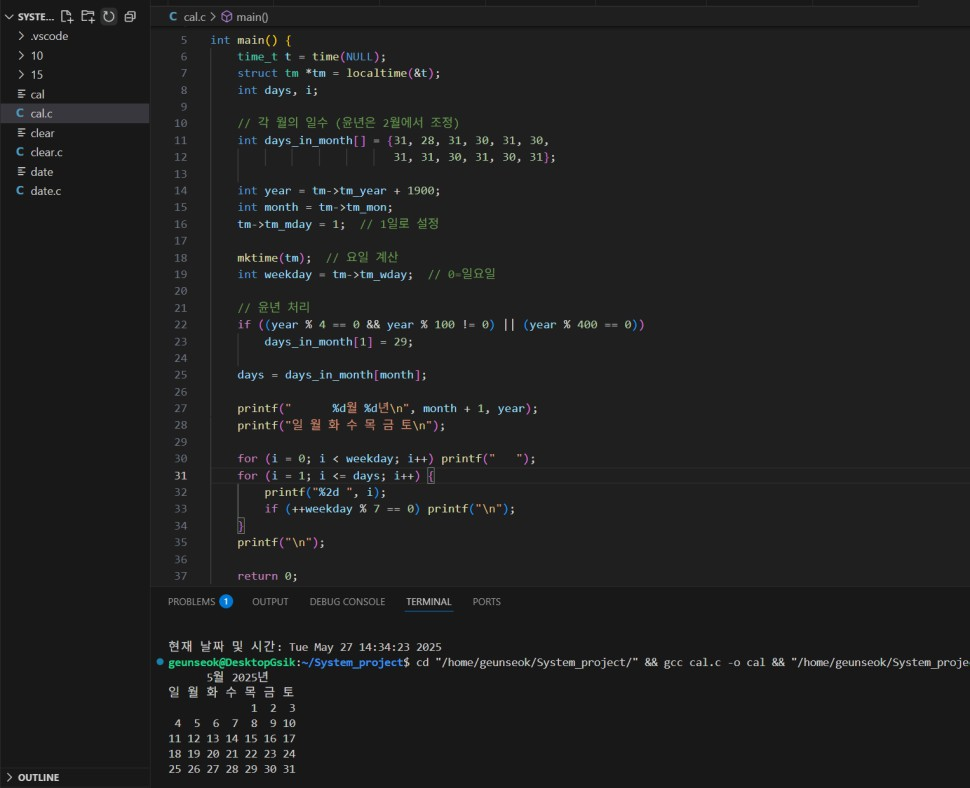 SYSTE...
.vscode
10
15
cal
C cal.c
clear
C clear.c
date
C date.c
OUTLINE
C cal.c > main()
5 int main() {
6 time_t t = time(NULL);
7 struct tm *tm = localtime(&t);
8 int days, i;
9
10 // 각 월의 일수 (윤년은 2월에서 조정)
11 int days_in_month[] = {31, 28, 31, 30, 31, 30,
12 31, 31, 30, 31, 30, 31};
13
14 int year = tm->tm_year + 1900;
15 int month = tm->tm_mon;
16 tm->tm_mday = 1; // 1일로 설정
17
18 mktime(tm); // 요일 계산
19 int weekday = tm->tm_wday; // 0=일요일
20
21 // 윤년 처리
22 if ((year % 4 == 0 && year % 100 != 0) || (year % 400 == 0))
23 days_in_month[1] = 29;
24
25 days = days_in_month[month];
26
27 printf("      %d월 %d년\n", month + 1, year);
28 printf("일 월 화 수 목 금 토\n");
29
30 for (i = 0; i < weekday; i++) printf("   ");
31 for (i = 1; i <= days; i++) {
32 printf("%2d ", i);
33 if (++weekday % 7 == 0) printf("\n");
34 }
35 printf("\n");
36
37 return 0;
PROBLEMS 1 OUTPUT DEBUG CONSOLE TERMINAL PORTS
현재 날짜 및 시간: Tue May 27 14:34:23 2025
geunseok@DesktopGsik:~/System_project$ cd "/home/geunseok/System_project/" && gcc cal.c -o cal && "/home/geunseok/System_proje
5월 2025년
일 월 화 수 목 금 토
1 2 3
4 5 6 7 8 9 10
11 12 13 14 15 16 17
18 19 20 21 22 23 24
25 26 27 28 29 30 31